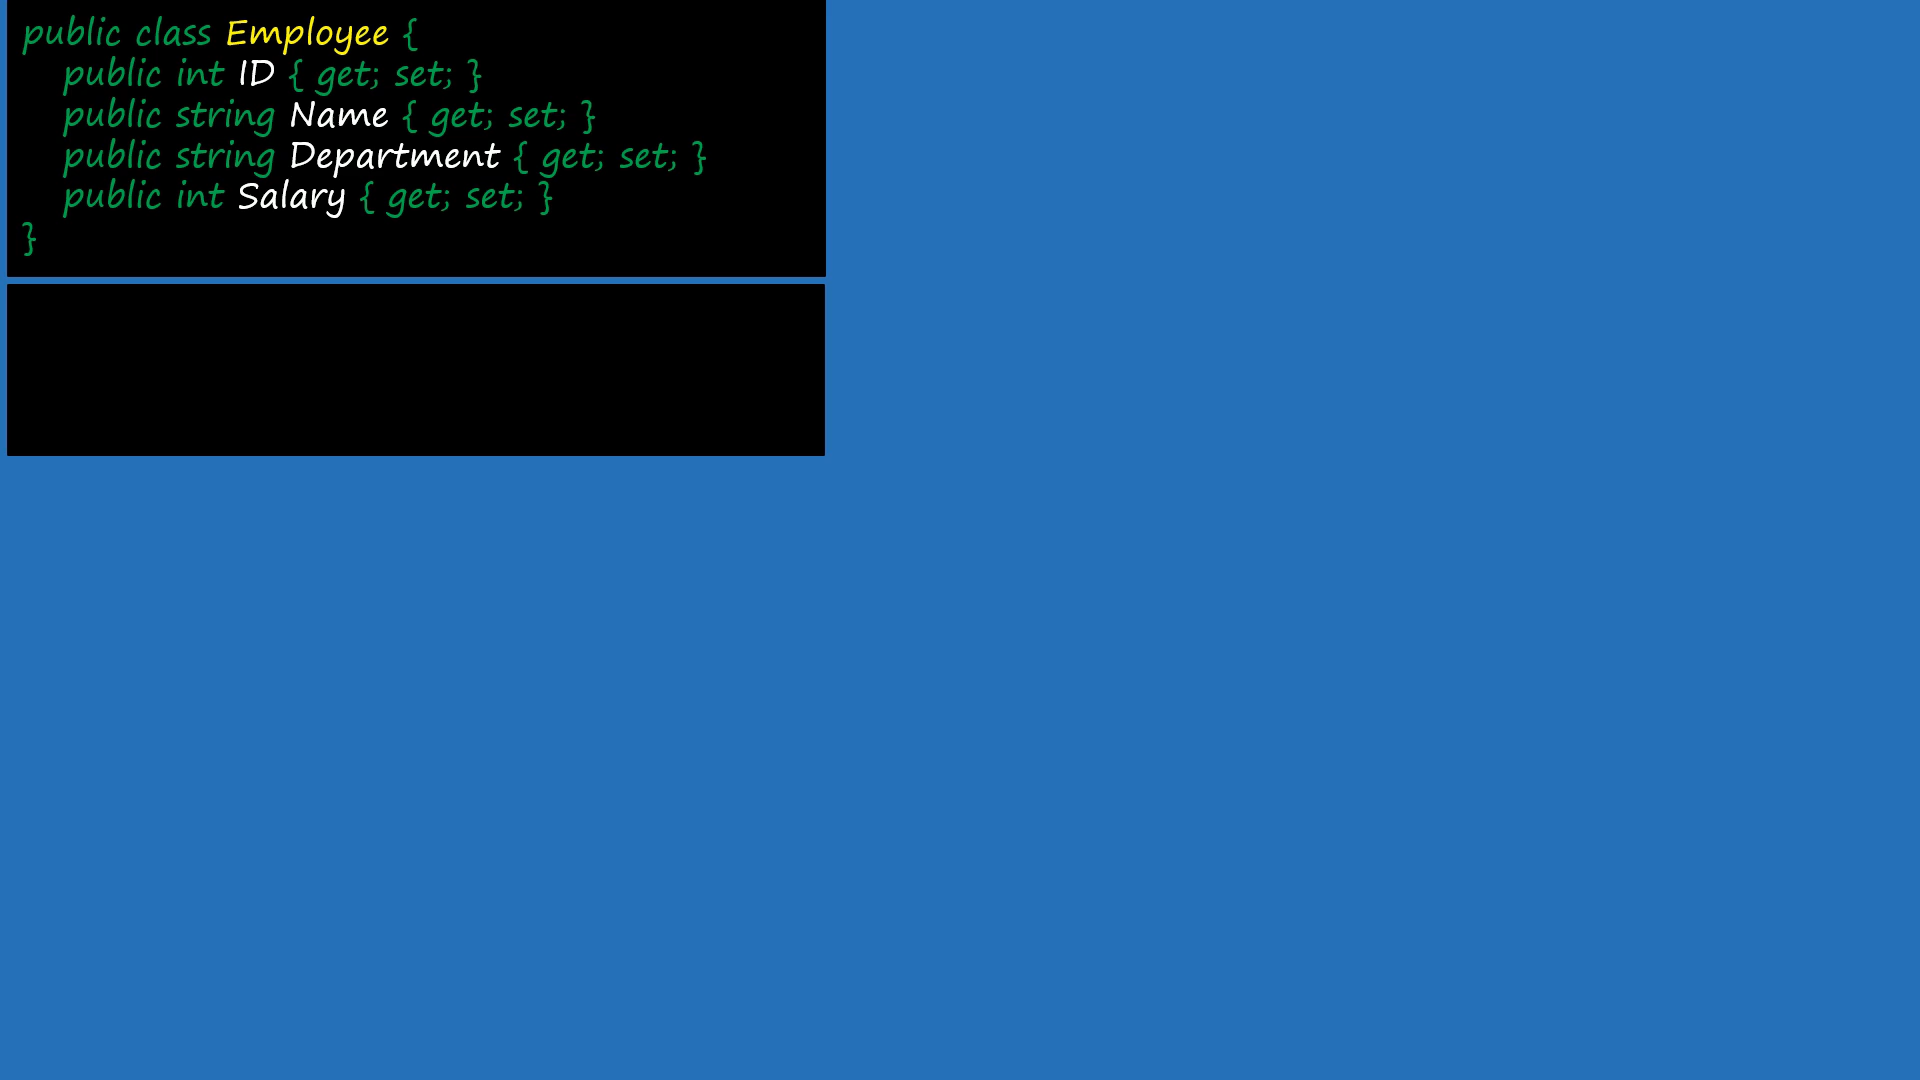 public class Employee {
public int ID { get; set; }
public string Name { get; set; }
public string Department { get; set; }
public int Salary { get; set; }
}